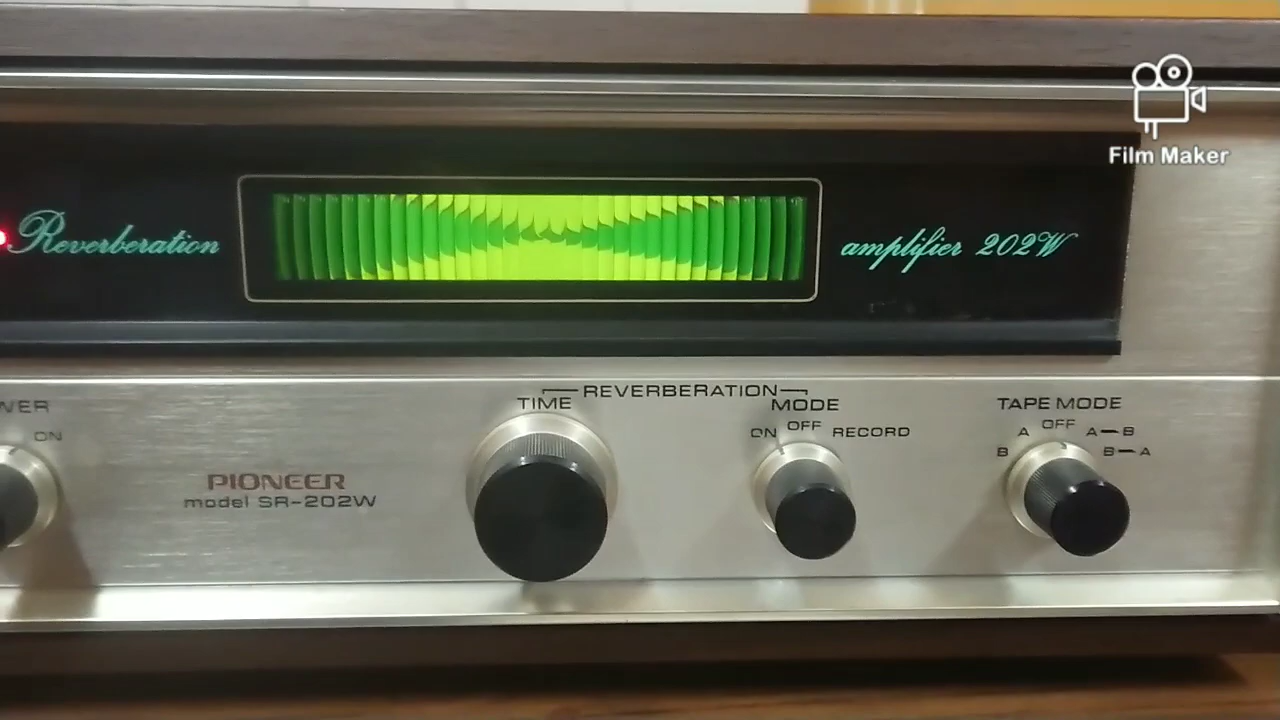 Film Maker
Reverberation
amplifier 202W
REVERBERATION
TIME
MODE
TAPE MODE
ON
ON OFF RECORD
B A OFF A-B B-A
PIONEER
model SR-202W